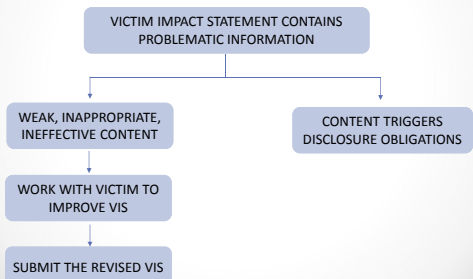 VICTIM IMPACT STATEMENT CONTAINS
PROBLEMATIC INFORMATION
WEAK, INAPPROPRIATE,
INEFFECTIVE CONTENT
CONTENT TRIGGERS
DISCLOSURE OBLIGATIONS
WORK WITH VICTIM TO
IMPROVE VIS
SUBMIT THE REVISED VIS